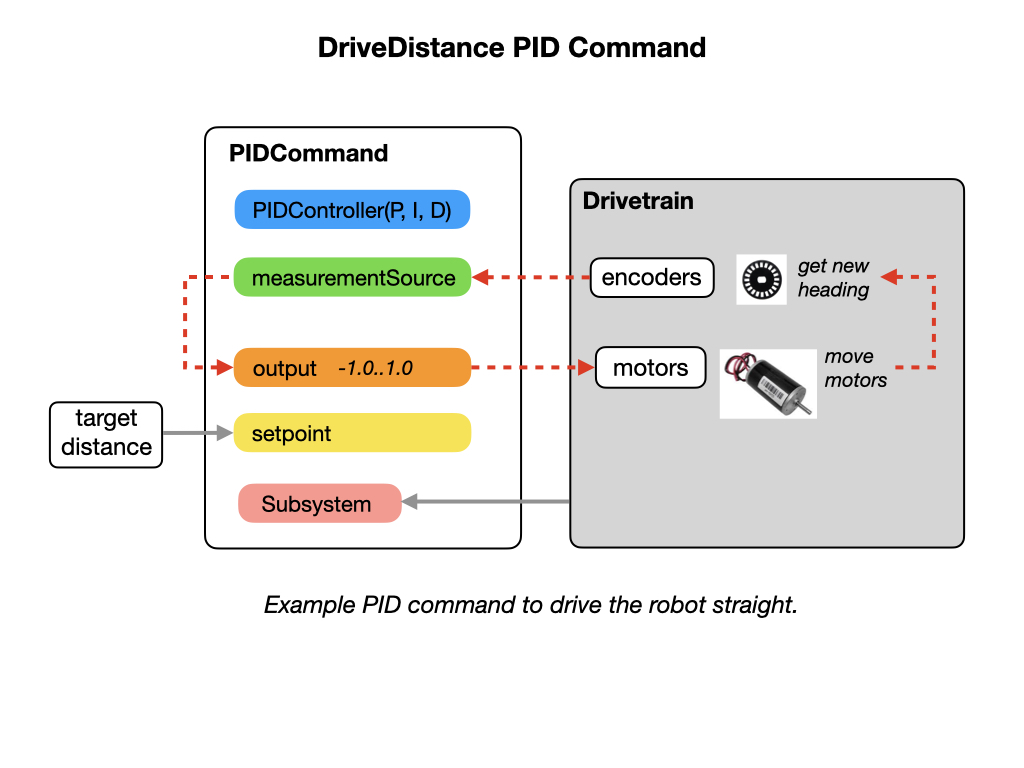 DriveDistance PID Command
PIDCommand
PIDController(P, I, D)
measurementSource
output -1.0..1.0
setpoint
Subsystem
target
distance
Drivetrain
encoders
get new
heading
motors
move
motors
Example PID command to drive the robot straight.